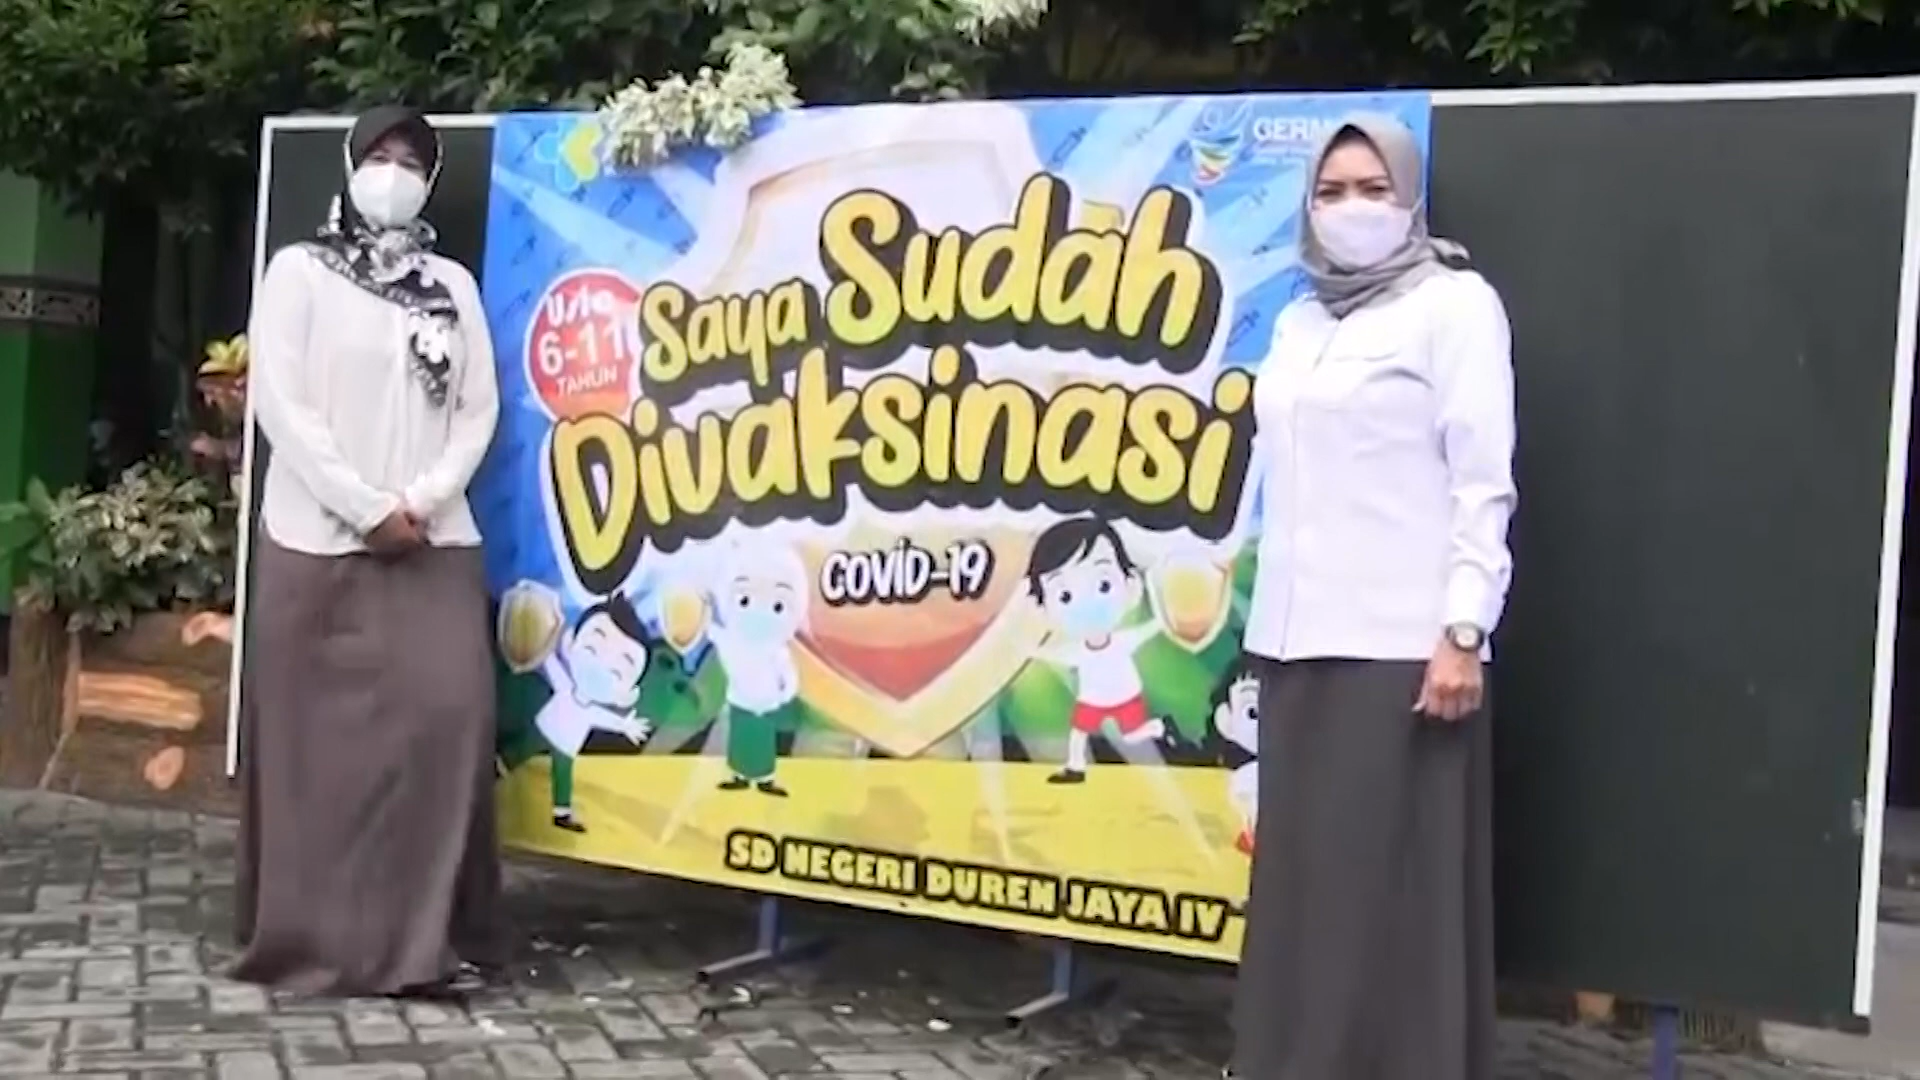 Usia
6-11
TAHUN
Saya Sudah
Divaksinasi
COVID-19
SD NEGERI DUREN JAYA IV